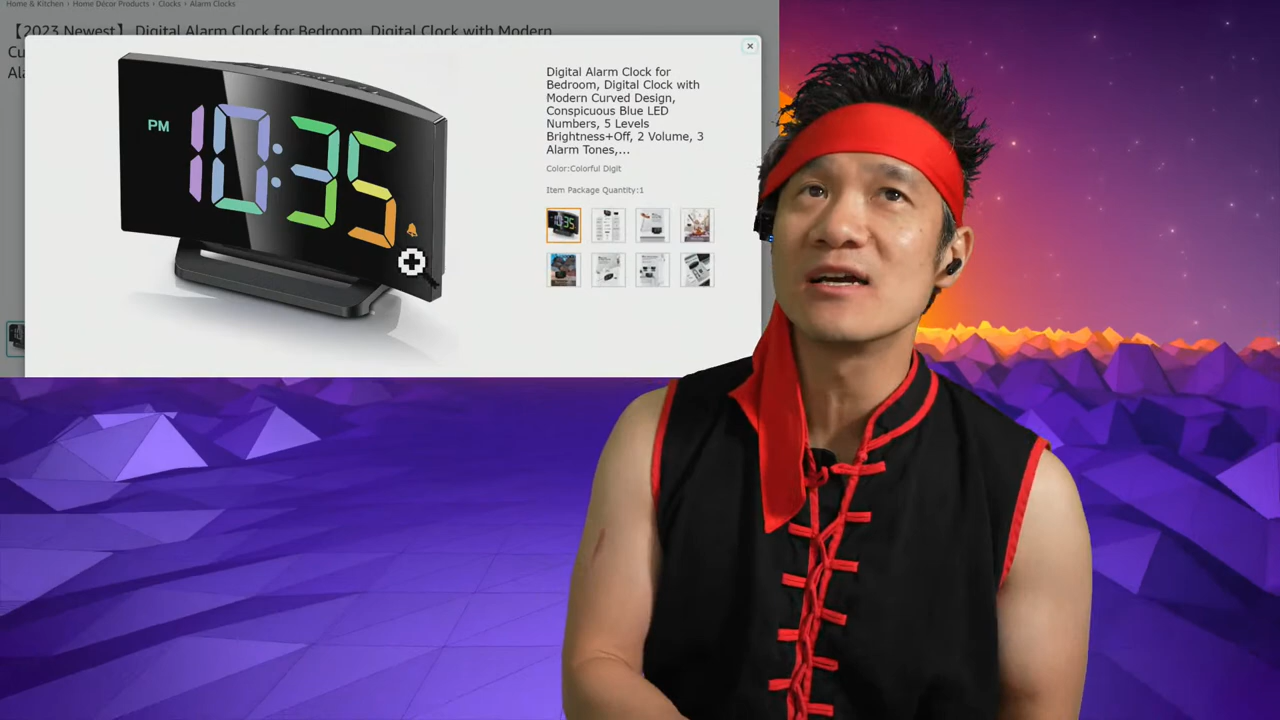 Home & Kitchen › Home Décor Products › Clocks › Alarm Clocks
【2023 Newest】 Digital Alarm Clock for Bedroom, Digital Clock with Modern
Cu
Ala
PM 10:35
Digital Alarm Clock for
Bedroom, Digital Clock with
Modern Curved Design,
Conspicuous Blue LED
Numbers, 5 Levels
Brightness+Off, 2 Volume, 3
Alarm Tones,...
Color:Colorful Digit
Item Package Quantity:1